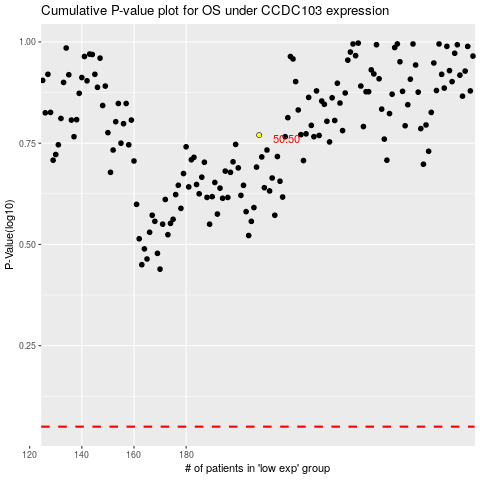 Cumulative P-value plot for OS under CCDC103 expression
P-Value(log10)
1.00
0.75
0.50
0.25
50:50
120 140 160 180
# of patients in 'low exp' group